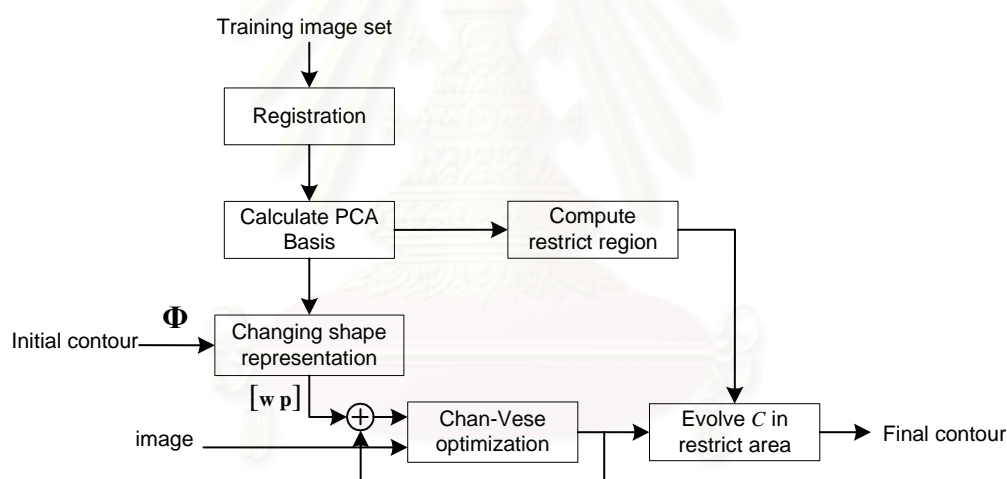 Training image set
Registration
Calculate PCA
Basis
Compute
restrict region
Initial contour
Φ
Changing shape
representation
[w p]
image
Chan-Vese
optimization
Evolve C in
restrict area
Final contour